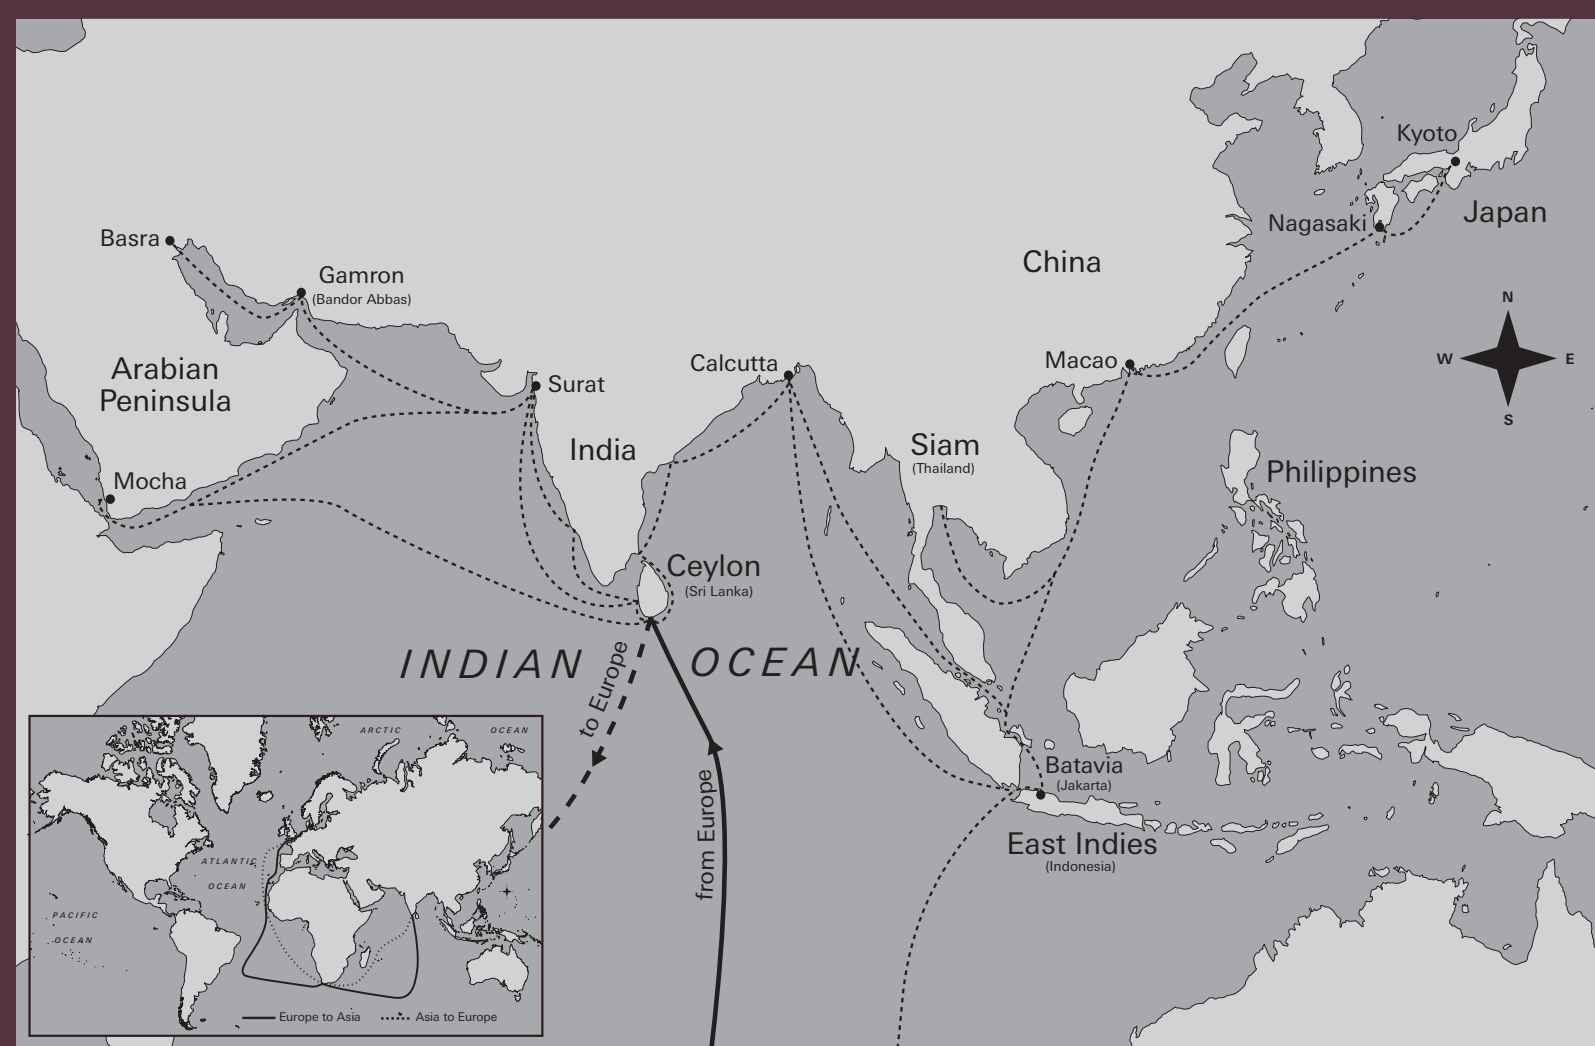 Kyoto
Japan
Nagasaki
Basra
Gamron
(Bandor Abbas)
China
N
W
E
S
Arabian
Peninsula
Calcutta
Macao
Surat
India
Siam
(Thailand)
Philippines
Mocha
Ceylon
(Sri Lanka)
INDIAN OCEAN
to Europe
from Europe
Batavia
(Jakarta)
East Indies
(Indonesia)
ARCTIC OCEAN
ATLANTIC
OCEAN
PACIFIC
OCEAN
Europe to Asia
Asia to Europe